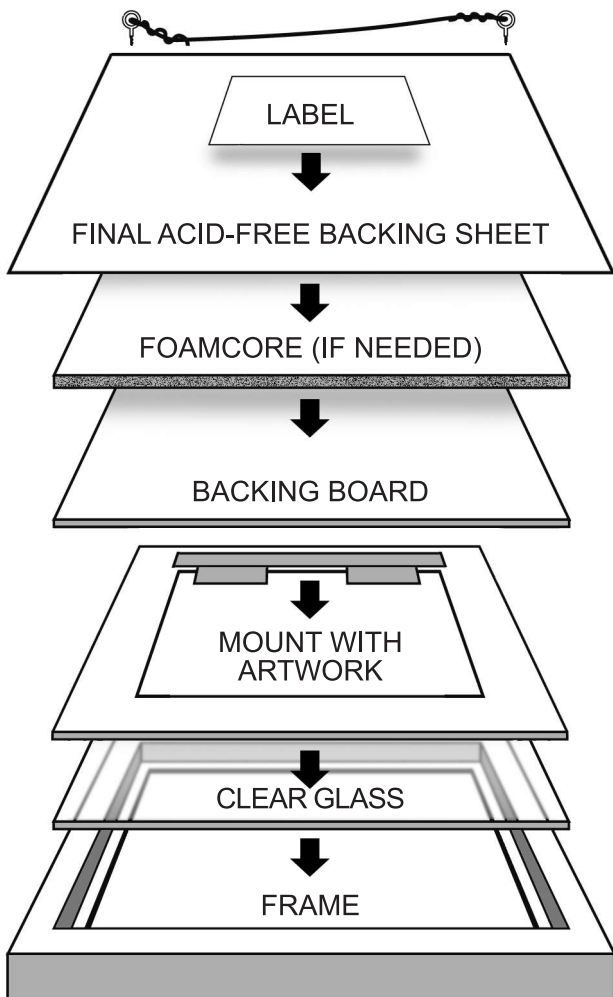 LABEL
FINAL ACID-FREE BACKING SHEET
FOAMCORE (IF NEEDED)
BACKING BOARD
MOUNT WITH
ARTWORK
CLEAR GLASS
FRAME